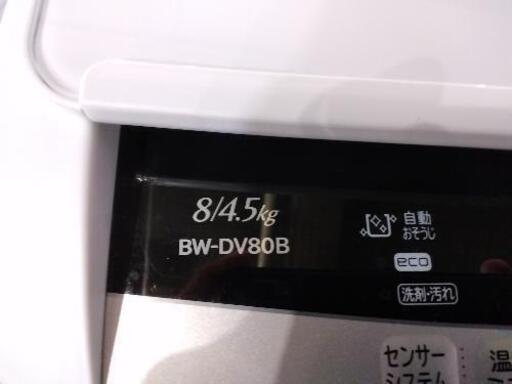 8/4.5kg
BW-DV80B
自動
おそうじ
eco
洗剤・汚れ
センサー
システム
温